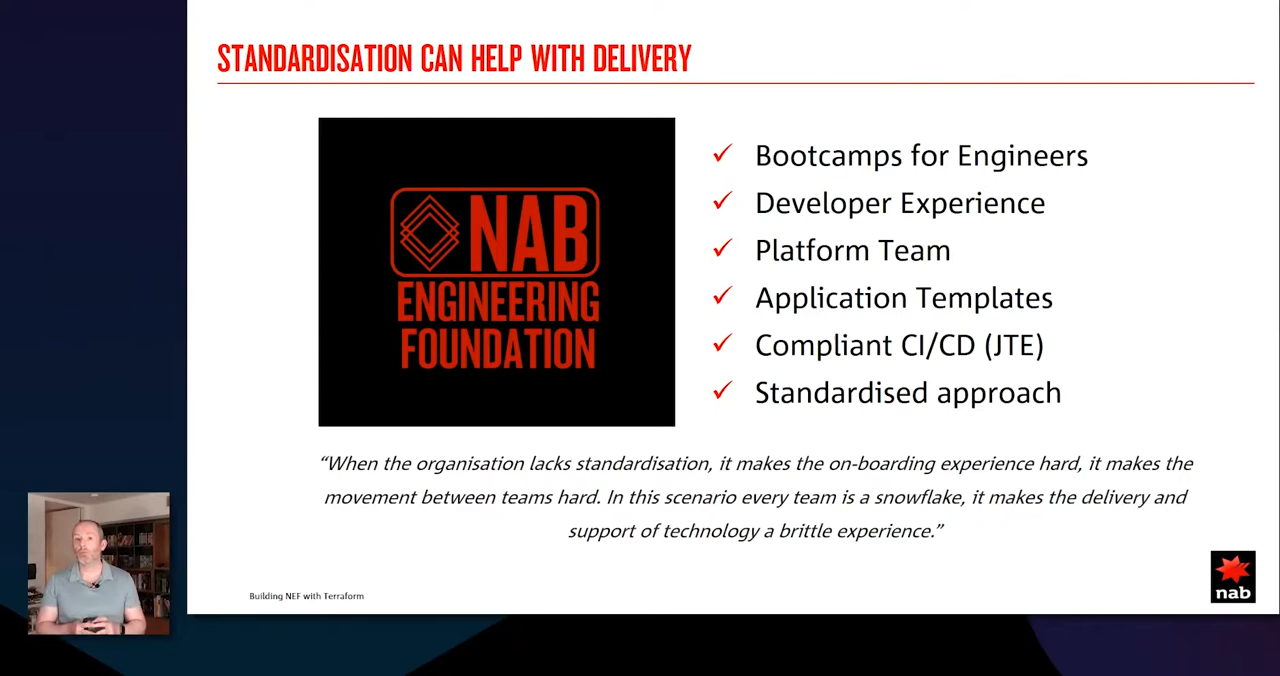 STANDARDISATION CAN HELP WITH DELIVERY
NAB
ENGINEERING
FOUNDATION
Bootcamps for Engineers
Developer Experience
Platform Team
Application Templates
Compliant CI/CD (JTE)
Standardised approach
“When the organisation lacks standardisation, it makes the on-boarding experience hard, it makes the
movement between teams hard. In this scenario every team is a snowflake, it makes the delivery and
support of technology a brittle experience.”
Building NEF with Terraform
nab